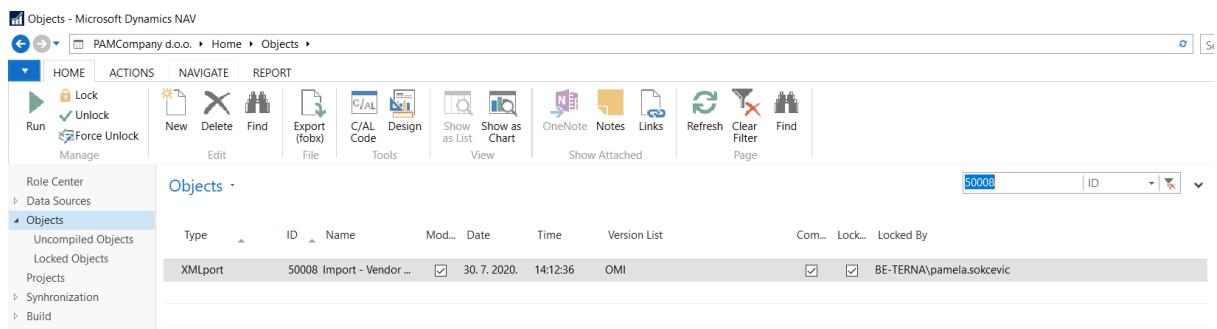 Objects - Microsoft Dynamics NAV
PAMCompany d.o.o. Home Objects
HOME ACTIONS NAVIGATE REPORT
Lock
Unlock
Force Unlock
Run New Delete Find Export (fobx) C/AL Code Design Show as List Show as Chart OneNote Notes Links Refresh Clear Filter Find
Manage Edit File Tools View Show Attached Page
Role Center
Data Sources
Objects
Uncompiled Objects
Locked Objects
Projects
Synhronization
Build
Objects
50008 ID
Type ID Name Mod... Date Time Version List Com... Lock... Locked By
XMLport 50008 Import - Vendor ... 30. 7. 2020. 14:12:36 OMI BE-TERNA\pamela.sokcevic